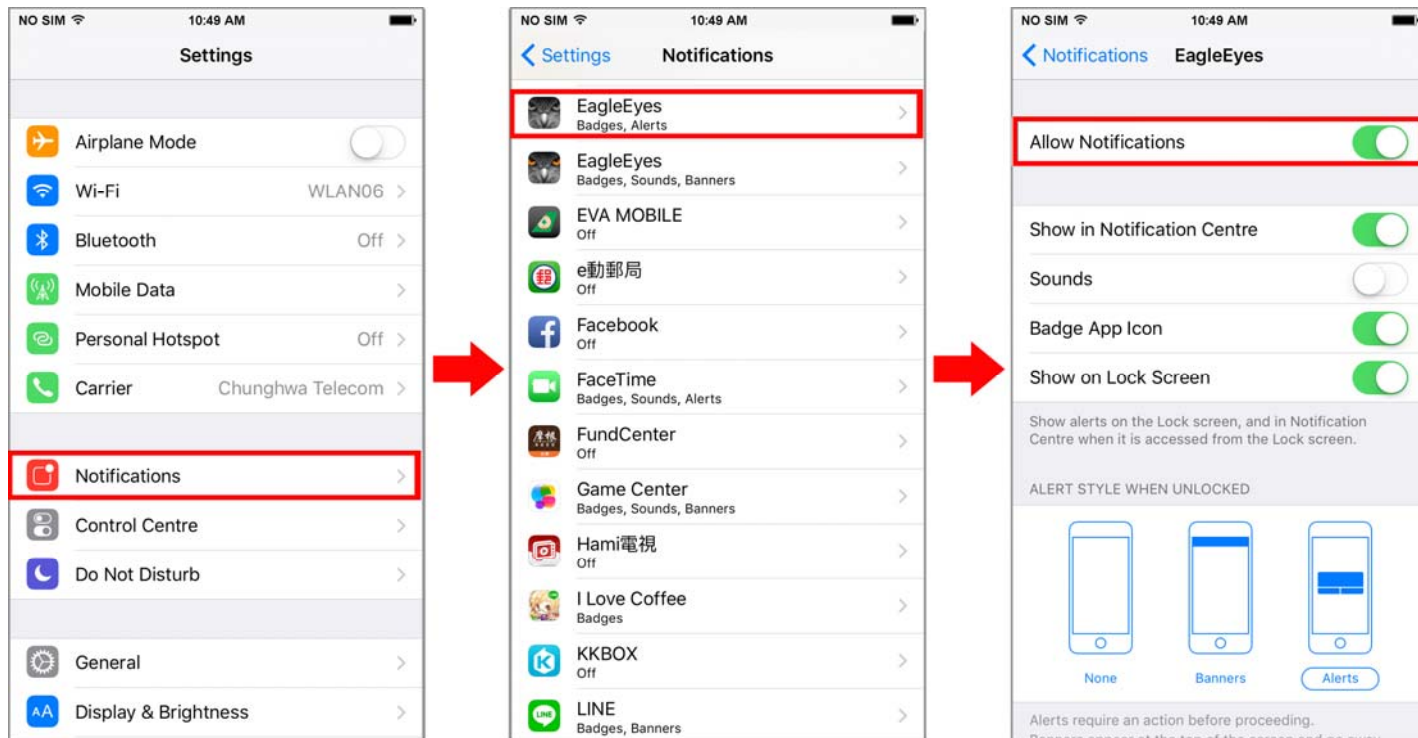 NO SIM 10:49 AM
Settings
Airplane Mode
Wi-Fi WLAN06
Bluetooth Off
Mobile Data
Personal Hotspot Off
Carrier Chunghwa Telecom
Notifications
Control Centre
Do Not Disturb
General
AA Display & Brightness
NO SIM 10:49 AM
Settings Notifications
EagleEyes
Badges, Alerts
EagleEyes
Badges, Sounds, Banners
EVA MOBILE
Off
e動郵局
Off
Facebook
Off
FaceTime
Badges, Sounds, Alerts
FundCenter
Off
Game Center
Badges, Sounds, Banners
Hami電視
Off
I Love Coffee
Badges
KKBOX
Off
LINE
LINE
Badges, Banners
NO SIM 10:49 AM
Notifications EagleEyes
Allow Notifications
Show in Notification Centre
Sounds
Badge App Icon
Show on Lock Screen
Show alerts on the Lock screen, and in Notification
Centre when it is accessed from the Lock screen.
ALERT STYLE WHEN UNLOCKED
None Banners Alerts
Alerts require an action before proceeding.